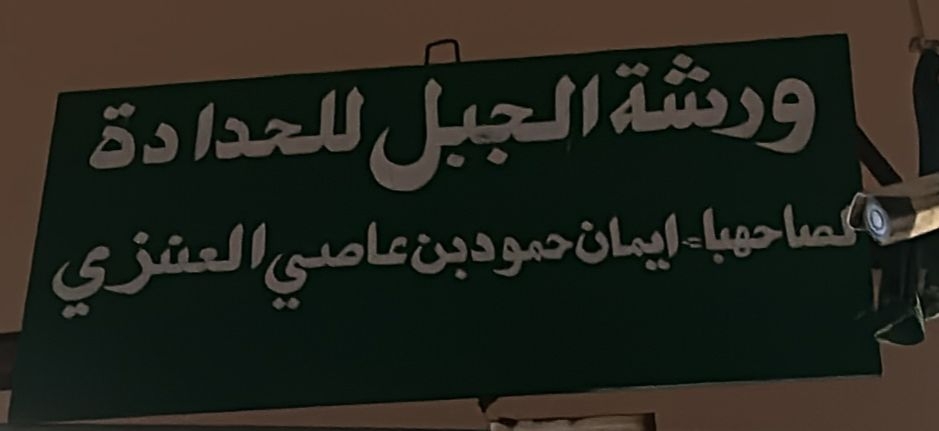 ورشة الجبل للحدادة
لصاحبها = ايمان حمود بن عاصي العنزي